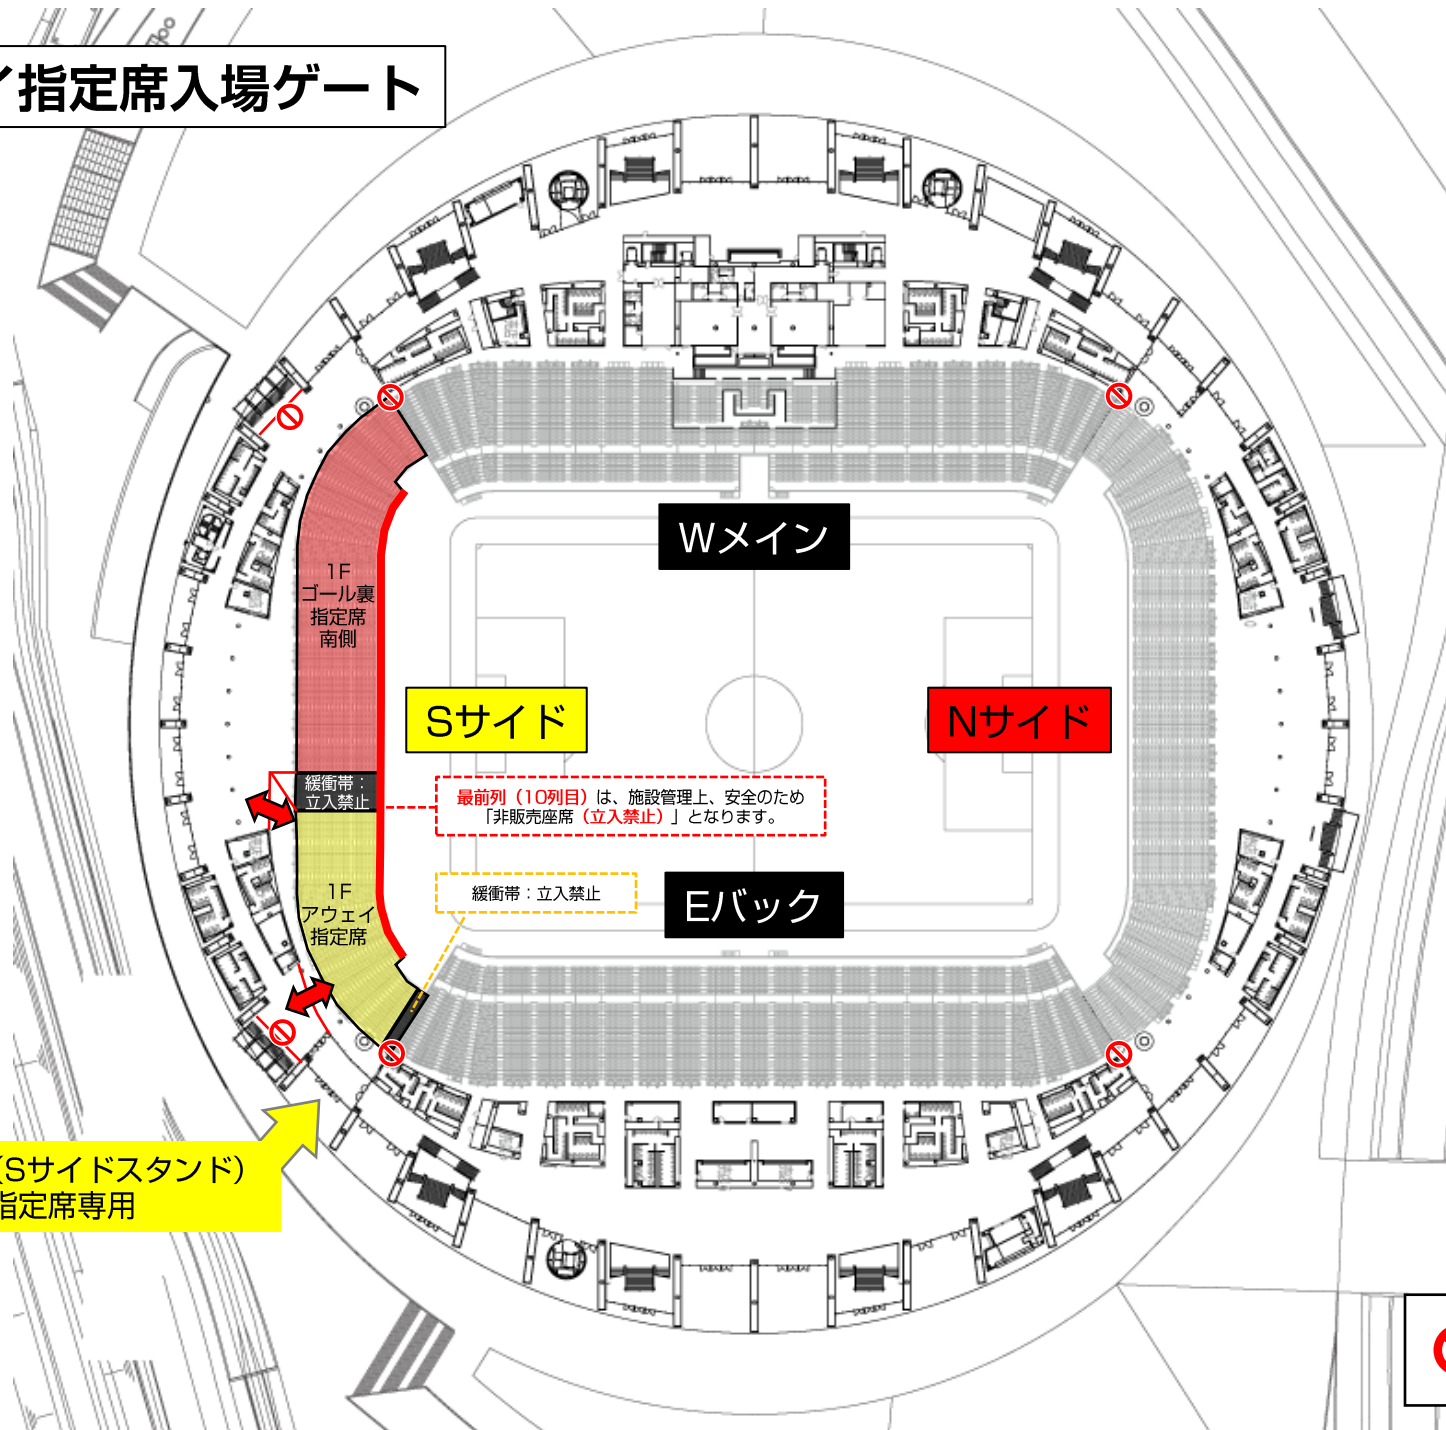 指定席入場ゲート
Wメイン
1F
ゴール裏
指定席
南側
Sサイド
Nサイド
緩衝帯：
立入禁止
最前列（10列目）は、施設管理上、安全のため
「非販売座席（立入禁止）」となります。
1F
アウェイ
指定席
緩衝帯：立入禁止
Eバック
（Sサイドスタンド）
指定席専用